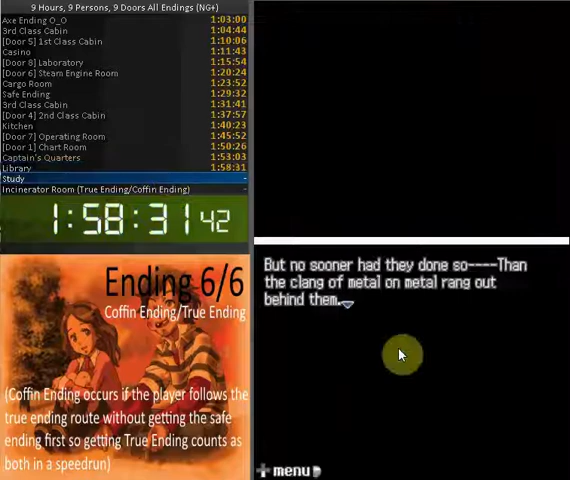 9 Hours, 9 Persons, 9 Doors All Endings (NG+)
Axe Ending O_O 1:03:00
3rd Class Cabin 1:04:44
[Door 5] 1st Class Cabin 1:10:06
Casino 1:11:43
[Door 8] Laboratory 1:15:54
[Door 6] Steam Engine Room 1:20:24
Cargo Room 1:23:52
Safe Ending 1:29:32
3rd Class Cabin 1:31:41
[Door 4] 2nd Class Cabin 1:37:57
Kitchen 1:40:23
[Door 7] Operating Room 1:45:52
[Door 1] Chart Room 1:50:26
Captain's Quarters 1:53:03
Library 1:58:31
Study -
Incinerator Room (True Ending/Coffin Ending) -
1:58:31 42
Ending 6/6
Coffin Ending/True Ending
(Coffin Ending occurs if the player follows the
true ending route without getting the safe
ending first so getting True Ending counts as
both in a speedrun)
But no sooner had they done so----Than
the clang of metal on metal rang out
behind them.
menu